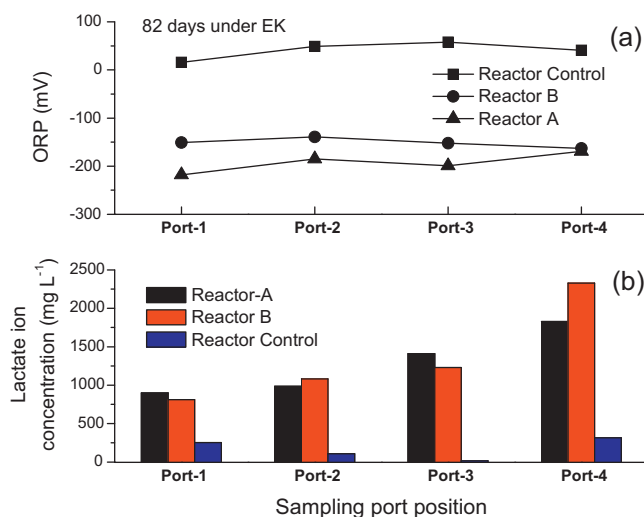 82 days under EK
(a)
100
0
-100
-200
-300
ORP (mV)
Reactor Control
Reactor B
Reactor A
Port-1 Port-2 Port-3 Port-4
(b)
2500
2000
1500
1000
500
0
Lactate ion
concentration (mg L⁻¹)
Reactor-A
Reactor B
Reactor Control
Port-1 Port-2 Port-3 Port-4
Sampling port position